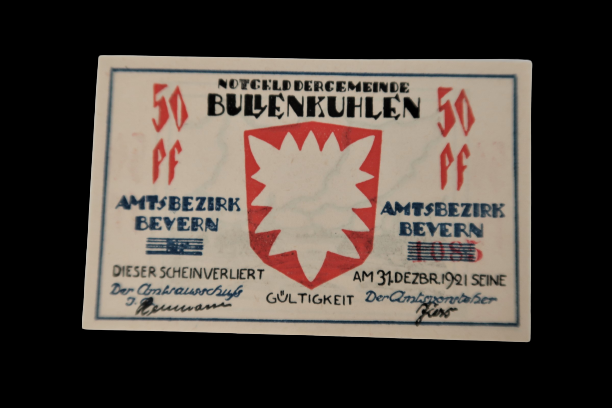 NOTGELD DER GEMEINDE
BULLENKUHLEN
50 PF
50 PF
AMTSBEZIRK
BEVERN
AMTSBEZIRK
BEVERN
1085
DIESER SCHEIN VERLIERT
AM 31. DEZBR. 1921 SEINE
GÜLTIGKEIT
Der Amtsausschuss
Der Amtsvorsteher